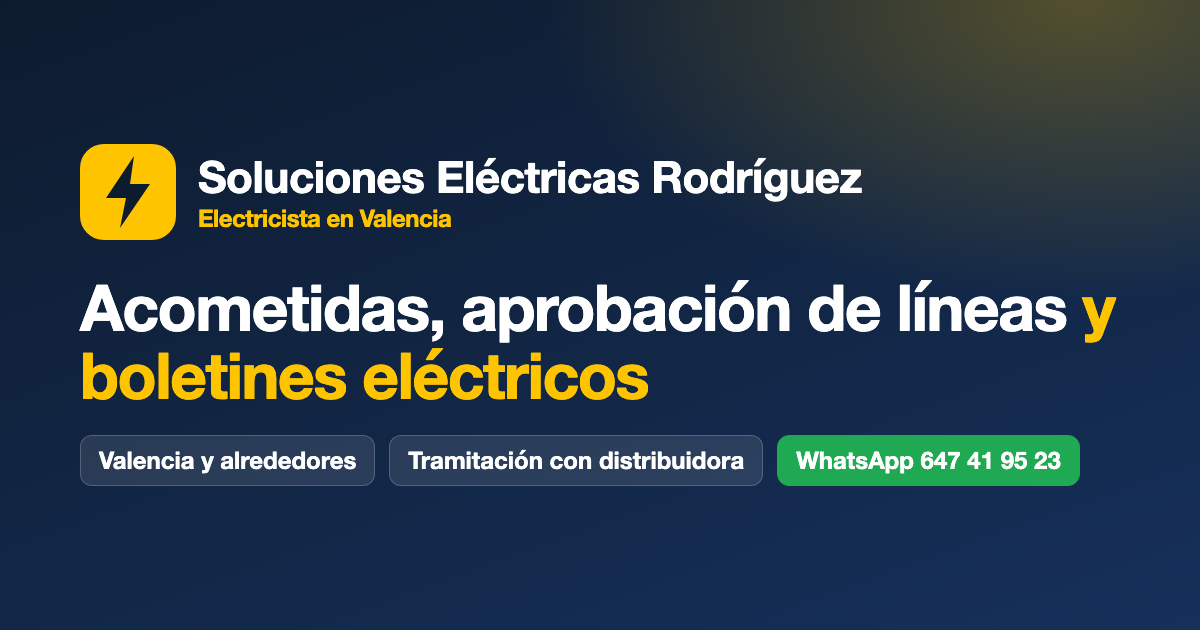 Soluciones Eléctricas Rodríguez
Electricista en Valencia
Acometidas, aprobación de líneas y
boletines eléctricos
Valencia y alrededores
Tramitación con distribuidora
WhatsApp 647 41 95 23